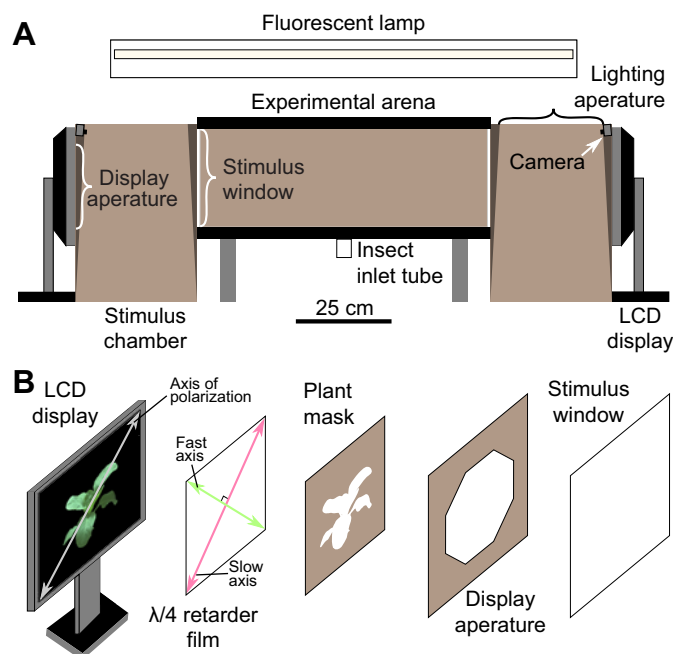 A
Fluorescent lamp
Lighting
aperature
Experimental arena
Camera
Display
aperature
Stimulus
window
Insect
inlet tube
25 cm
Stimulus
chamber
LCD
display
B
LCD
display
Axis of
polarization
Fast
axis
Slow
axis
λ/4 retarder
film
Plant
mask
Display
aperature
Stimulus
window